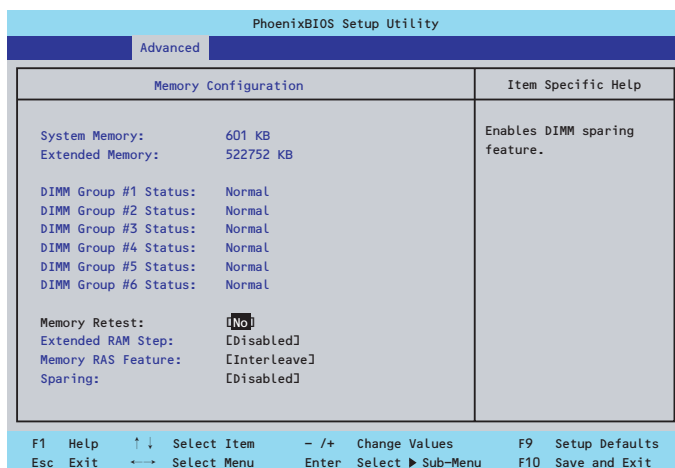 PhoenixBIOS Setup Utility
Advanced
Memory Configuration
Item Specific Help
System Memory: 601 KB
Extended Memory: 522752 KB
DIMM Group #1 Status: Normal
DIMM Group #2 Status: Normal
DIMM Group #3 Status: Normal
DIMM Group #4 Status: Normal
DIMM Group #5 Status: Normal
DIMM Group #6 Status: Normal
Memory Retest: [No]
Extended RAM Step: [Disabled]
Memory RAS Feature: [Interleave]
Sparing: [Disabled]
Enables DIMM sparing
feature.
F1 Help ↑↓ Select Item - /+ Change Values F9 Setup Defaults
Esc Exit ←→ Select Menu Enter Select ▶ Sub-Menu F10 Save and Exit